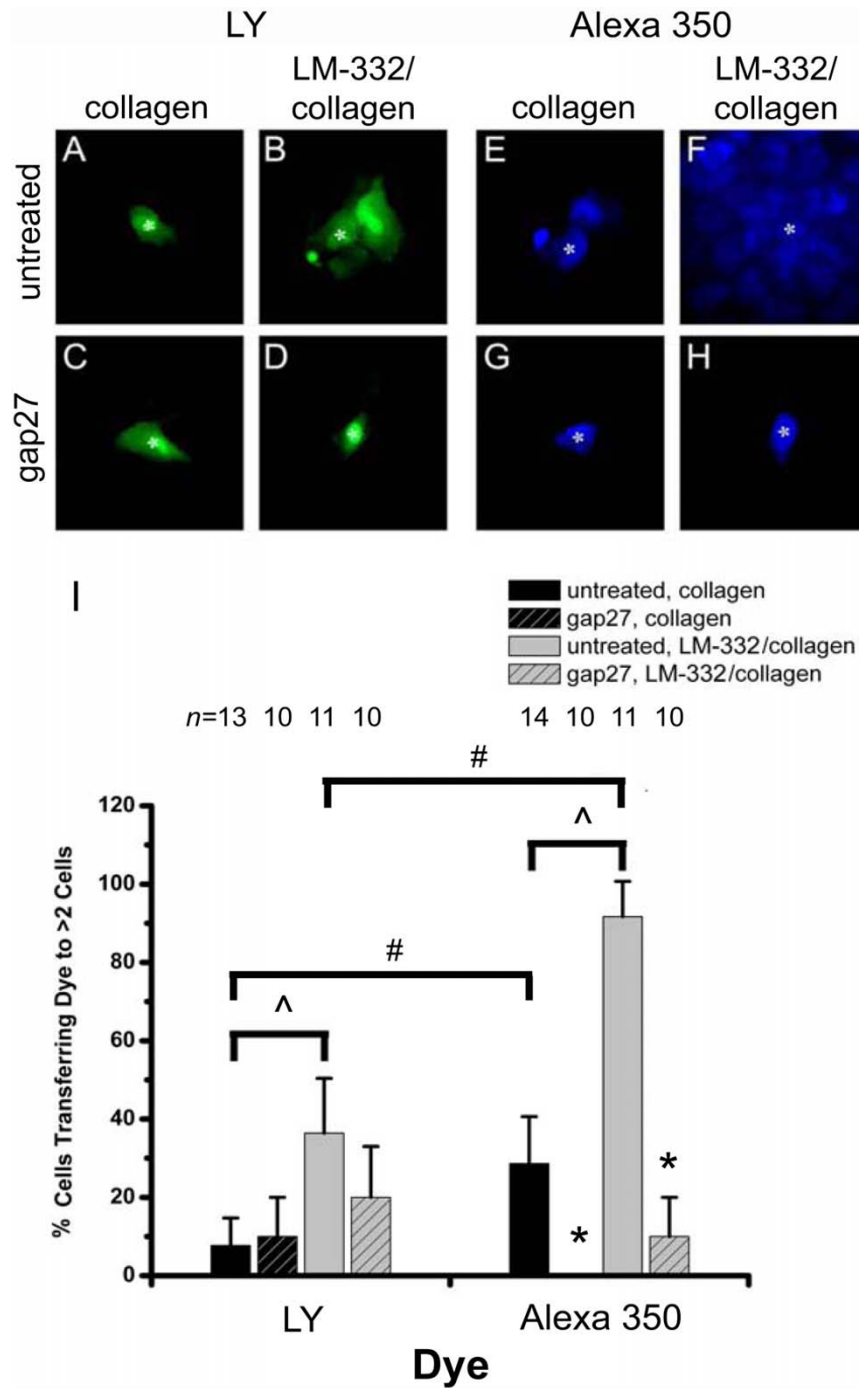 LY Alexa 350
collagen LM-332/ collagen collagen LM-332/ collagen
untreated
A B E F
* * * *
gap27
C D G H
* * * *
I
untreated, collagen
gap27, collagen
untreated, LM-332/collagen
gap27, LM-332/collagen
n=13 10 11 10 14 10 11 10
#
^
#
^
* *
% Cells Transferring Dye to >2 Cells
120
100
80
60
40
20
0
LY Alexa 350
Dye